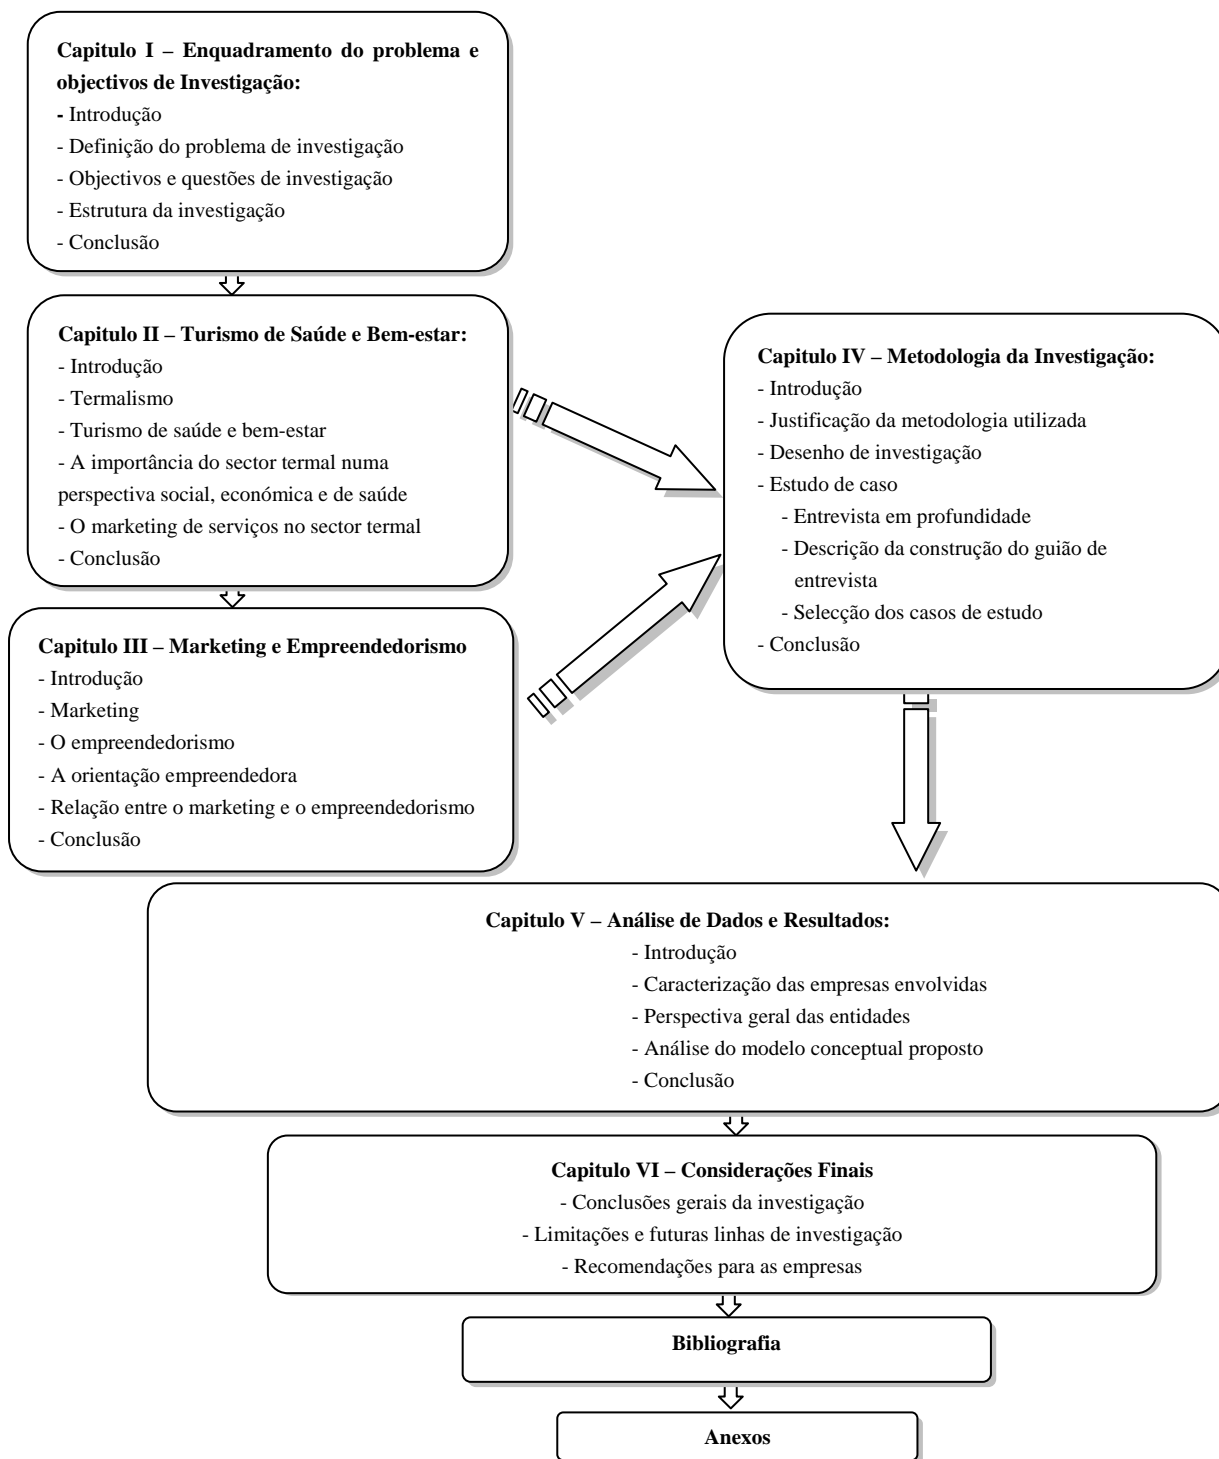 Capitulo I – Enquadramento do problema e
objectivos de Investigação:
- Introdução
- Definição do problema de investigação
- Objectivos e questões de investigação
- Estrutura da investigação
- Conclusão
Capitulo II – Turismo de Saúde e Bem-estar:
- Introdução
- Termalismo
- Turismo de saúde e bem-estar
- A importância do sector termal numa
perspectiva social, económica e de saúde
- O marketing de serviços no sector termal
- Conclusão
Capitulo III – Marketing e Empreendedorismo
- Introdução
- Marketing
- O empreendedorismo
- A orientação empreendedora
- Relação entre o marketing e o empreendedorismo
- Conclusão
Capitulo IV – Metodologia da Investigação:
- Introdução
- Justificação da metodologia utilizada
- Desenho de investigação
- Estudo de caso
- Entrevista em profundidade
- Descrição da construção do guião de
entrevista
- Selecção dos casos de estudo
- Conclusão
Capitulo V – Análise de Dados e Resultados:
- Introdução
- Caracterização das empresas envolvidas
- Perspectiva geral das entidades
- Análise do modelo conceptual proposto
- Conclusão
Capitulo VI – Considerações Finais
- Conclusões gerais da investigação
- Limitações e futuras linhas de investigação
- Recomendações para as empresas
Bibliografia
Anexos